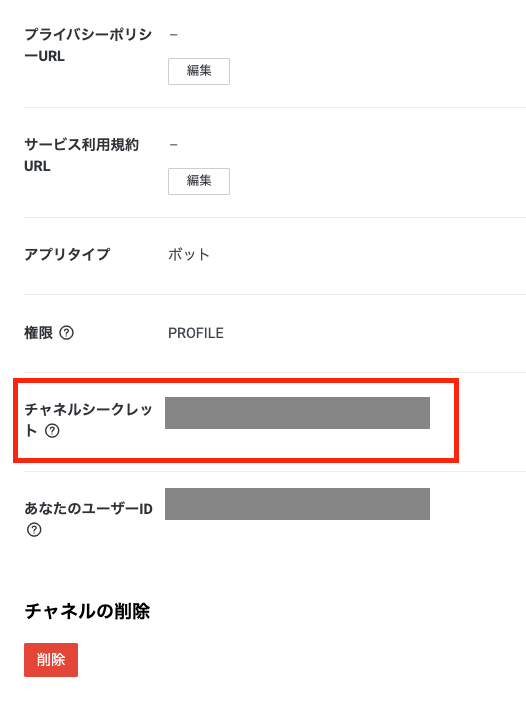 プライバシーポリシ –
ーURL
編集
サービス利用規約 –
URL
編集
アプリタイプ ボット
権限 ? PROFILE
チャネルシークレッ
ト ?
あなたのユーザーID
?
チャネルの削除
削除